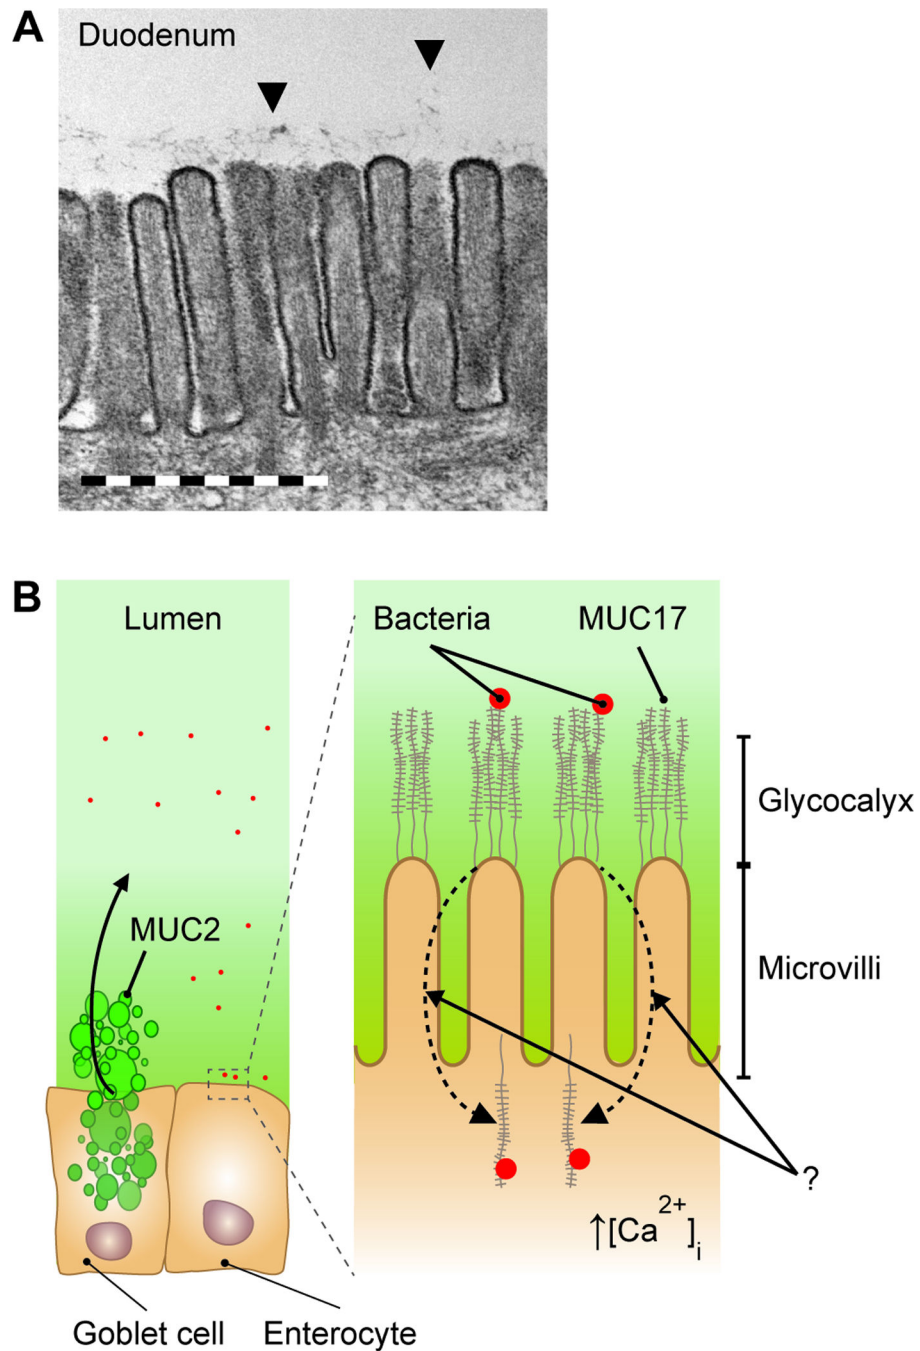 A
Duodenum
B
Lumen
Bacteria
MUC17
Glycocalyx
MUC2
Microvilli
?
↑[Ca2+]i
Goblet cell
Enterocyte